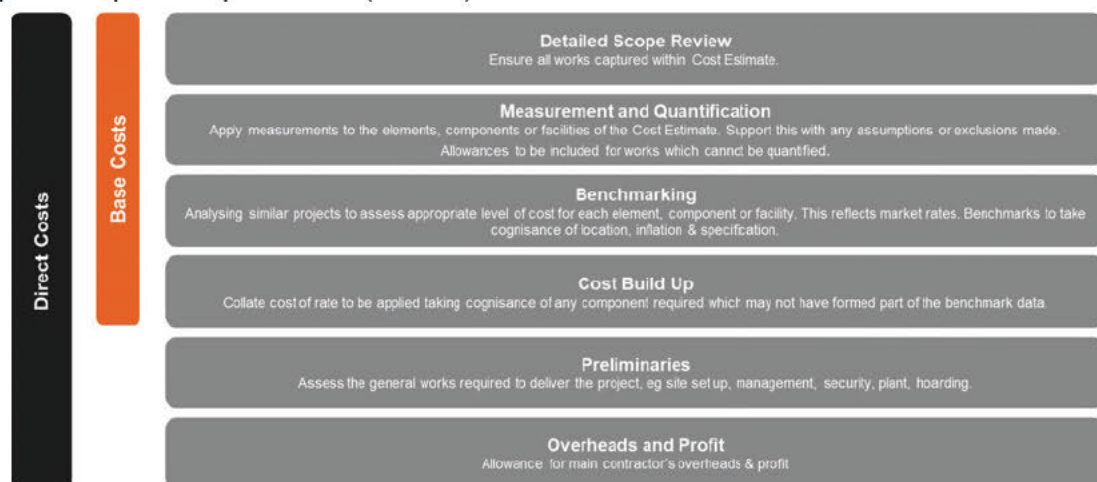 Direct Costs
Base Costs
Detailed Scope Review
Ensure all works captured within Cost Estimate.
Measurement and Quantification
Apply measurements to the elements, components or facilities of the Cost Estimate. Support this with any assumptions or exclusions made.
Allowances to be included for works which cannot be quantified.
Benchmarking
Analysing similar projects to assess appropriate level of cost for each element, component or facility. This reflects market rates. Benchmarks to take
cognisance of location, inflation & specification.
Cost Build Up
Collate cost of rate to be applied taking cognisance of any component required which may not have formed part of the benchmark data.
Preliminaries
Assess the general works required to deliver the project, eg site set up, management, security, plant, hoarding.
Overheads and Profit
Allowance for main contractor's overheads & profit